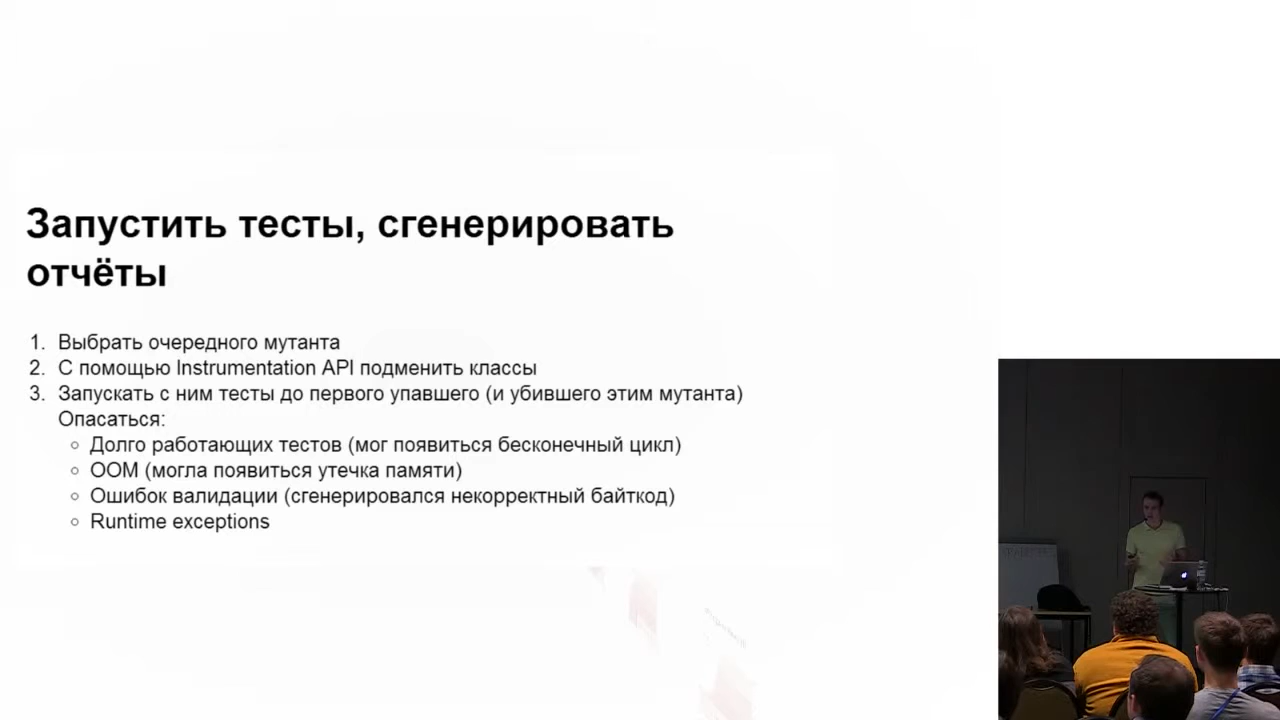 Запустить тесты, сгенерировать
отчёты
1. Выбрать очередного мутанта
2. С помощью Instrumentation API подменить классы
3. Запускать с ним тесты до первого упавшего (и убившего этим мутанта)
Опасаться:
○ Долго работающих тестов (мог появиться бесконечный цикл)
○ OOM (могла появиться утечка памяти)
○ Ошибок валидации (сгенерировался некорректный байткод)
○ Runtime exceptions